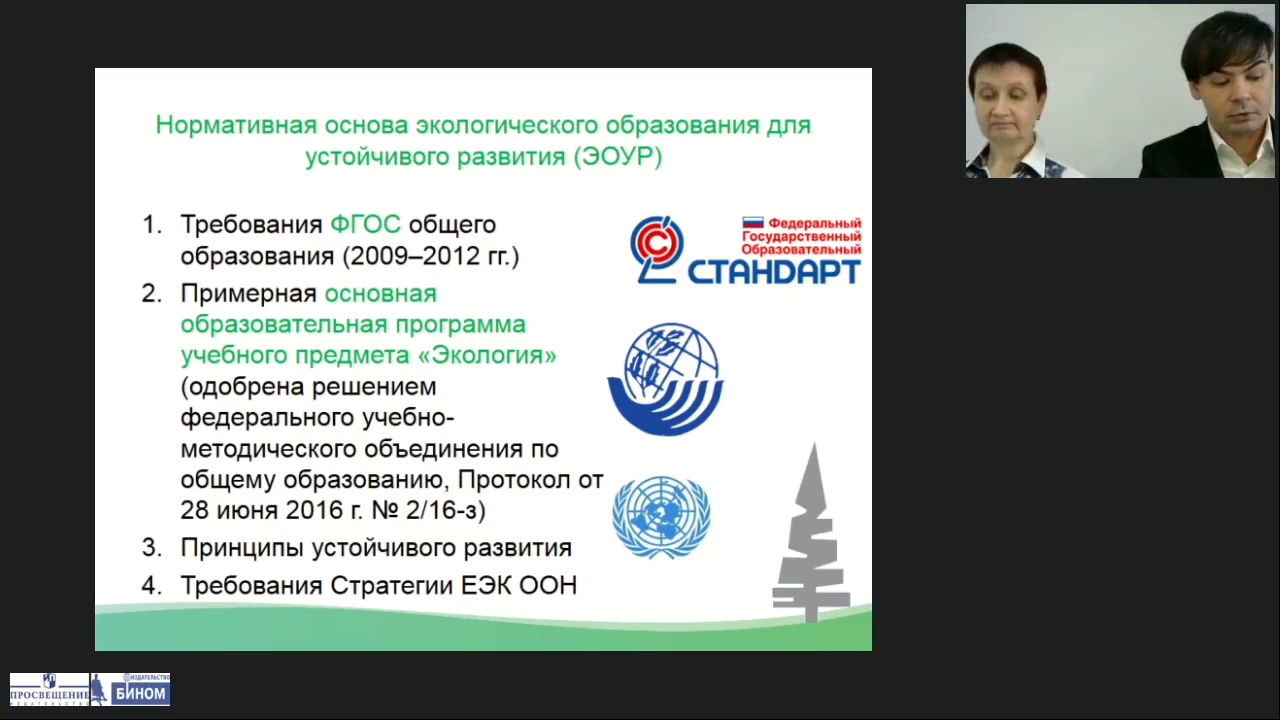 Нормативная основа экологического образования для
устойчивого развития (ЭОУР)
1. Требования ФГОС общего
образования (2009–2012 гг.)
2. Примерная основная
образовательная программа
учебного предмета «Экология»
(одобрена решением
федерального учебно-
методического объединения по
общему образованию, Протокол от
28 июня 2016 г. № 2/16-з)
3. Принципы устойчивого развития
4. Требования Стратегии ЕЭК ООН
Федеральный
Государственный
Образовательный
СТАНДАРТ
ПРОСВЕЩЕНИЕ
ИЗДАТЕЛЬСТВО
ИЗДАТЕЛЬСТВО
БИНОМ